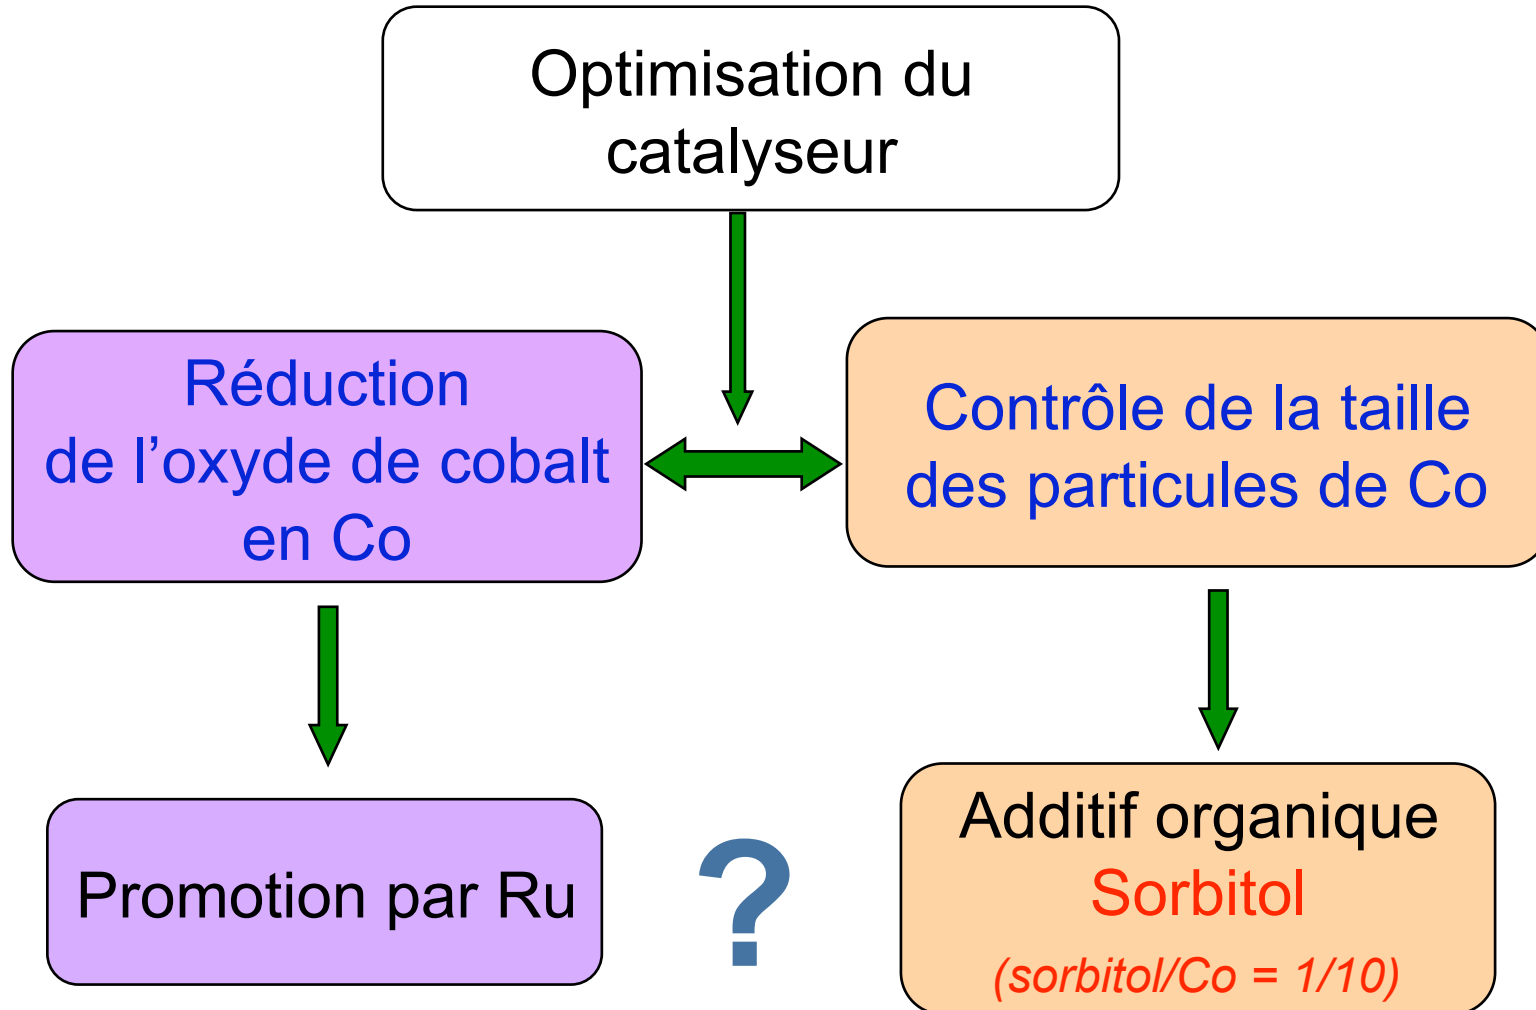 Optimisation du
catalyseur
Réduction
de l’oxyde de cobalt
en Co
Contrôle de la taille
des particules de Co
Promotion par Ru
?
Additif organique
Sorbitol
(sorbitol/Co = 1/10)